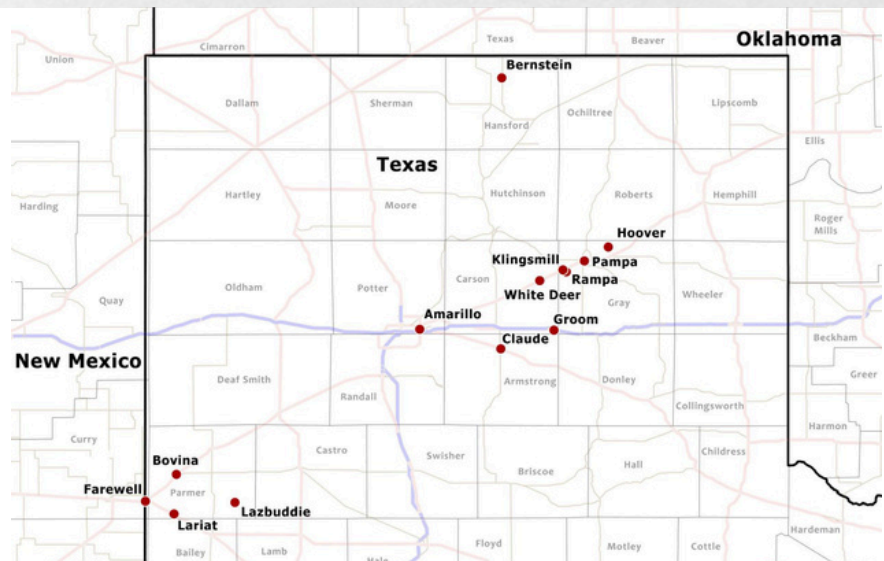 Texas
Beaver
Oklahoma
Cimarron
Union
Bernstein
Dallam
Sherman
Hansford
Ochiltree
Lipscomb
Ellis
Texas
Hartley
Moore
Hutchinson
Roberts
Hemphill
Harding
Roger
Mills
Hoover
Klingsmill
Pampa
Rampa
White Deer
Carson
Gray
Wheeler
Quay
Oldham
Potter
Amarillo
Groom
Claude
Beckham
New Mexico
Deaf Smith
Randall
Armstrong
Donley
Collingsworth
Greer
Harmon
Curry
Bovina
Castro
Swisher
Briscoe
Hall
Childress
Farewell
Parmer
Lazbuddie
Lariat
Bailey
Lamb
Hale
Floyd
Motley
Cottle
Hardeman